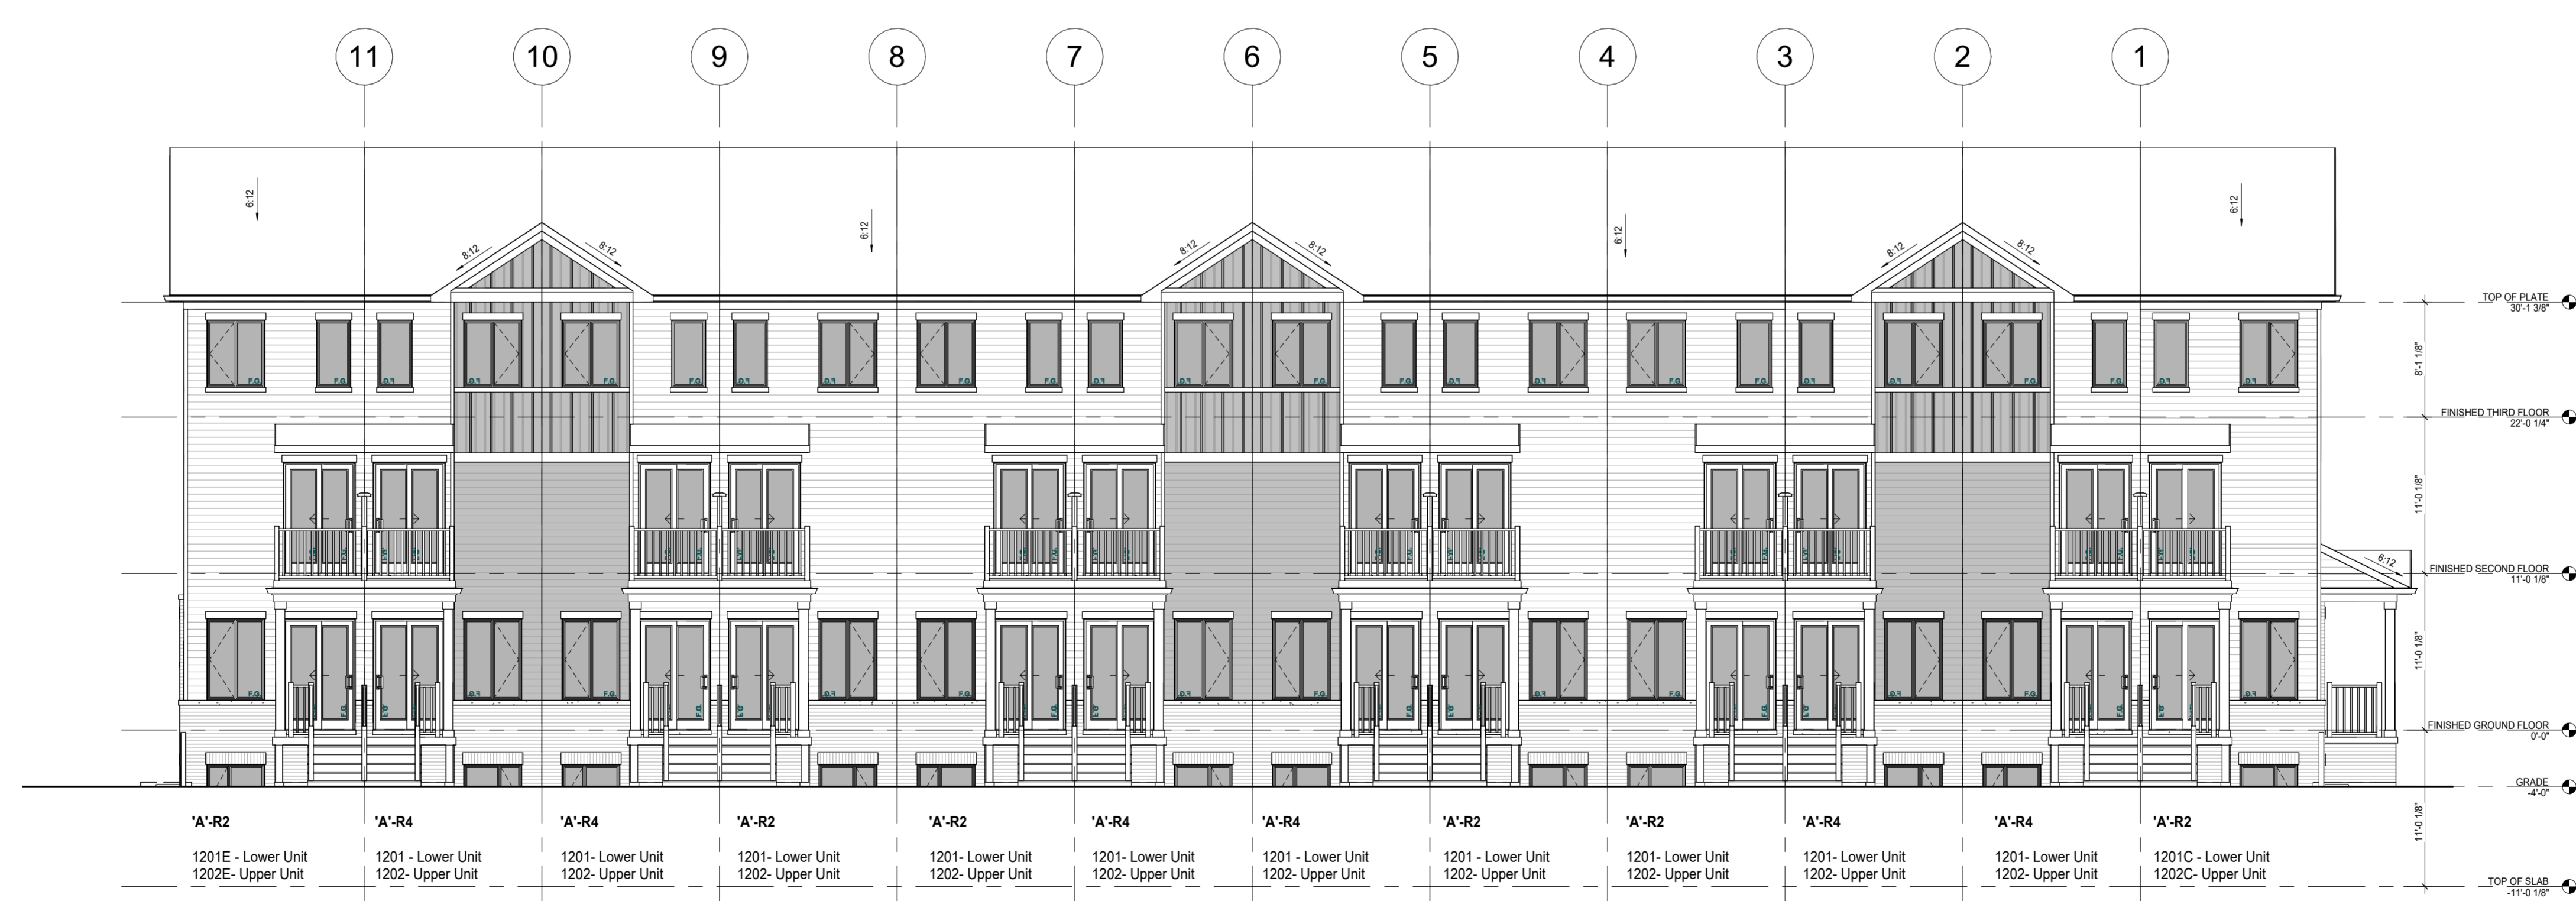 11 10 9 8 7 6 5 4 3 2 1
6:12 6:12 6:12 6:12
8:12 8:12 8:12 8:12 8:12 8:12
TOP OF PLATE
30'-1 3/8"
8'-1 1/8"
F.G. F.G. F.G. F.G. F.G. F.G. F.G. F.G. F.G. F.G. F.G. F.G. F.G. F.G. F.G. F.G. F.G. F.G. F.G. F.G. F.G. F.G. F.G. F.G.
FINISHED THIRD FLOOR
22'-0 1/4"
11'-0 1/8"
6:12
FINISHED SECOND FLOOR
11'-0 1/8"
11'-0 1/8"
F.G. F.G. F.G. F.G. F.G. F.G. F.G. F.G. F.G. F.G. F.G. F.G.
FINISHED GROUND FLOOR
0'-0"
GRADE
-4'-0"
11'-0 1/8"
'A'-R2 'A'-R4 'A'-R4 'A'-R2 'A'-R2 'A'-R4 'A'-R4 'A'-R2 'A'-R2 'A'-R4 'A'-R4 'A'-R2
1201E - Lower Unit 1201 - Lower Unit 1201- Lower Unit 1201- Lower Unit 1201- Lower Unit 1201- Lower Unit 1201 - Lower Unit 1201 - Lower Unit 1201- Lower Unit 1201- Lower Unit 1201- Lower Unit 1201C - Lower Unit
1202E- Upper Unit 1202- Upper Unit 1202- Upper Unit 1202- Upper Unit 1202- Upper Unit 1202- Upper Unit 1202- Upper Unit 1202- Upper Unit 1202- Upper Unit 1202- Upper Unit 1202- Upper Unit 1202C- Upper Unit
TOP OF SLAB
-11'-0 1/8"